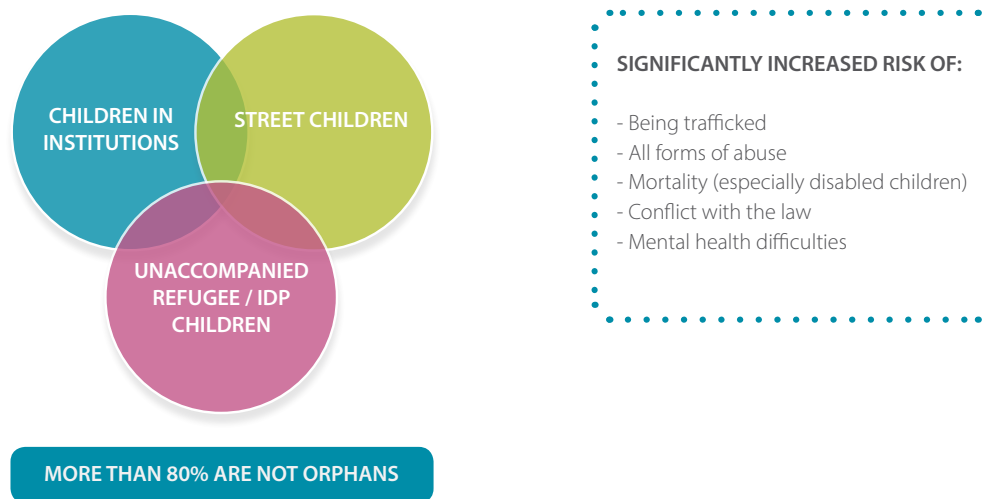 CHILDREN IN
INSTITUTIONS
STREET CHILDREN
UNACCOMPANIED
REFUGEE / IDP
CHILDREN
MORE THAN 80% ARE NOT ORPHANS
SIGNIFICANTLY INCREASED RISK OF:
- Being trafficked
- All forms of abuse
- Mortality (especially disabled children)
- Conflict with the law
- Mental health difficulties